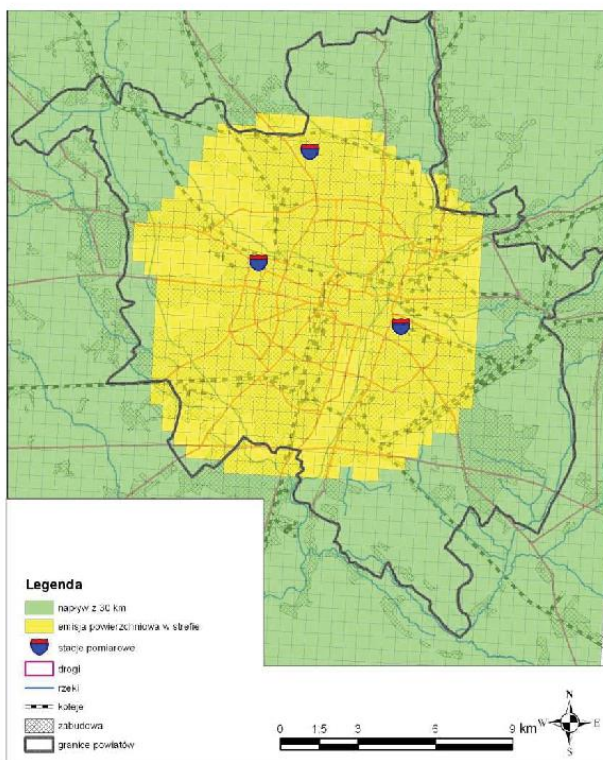 Legenda
napływ z 30 km
emisja powierzchniowa w strefie
stacje pomiarowe
drogi
rzeki
koleje
zabudowa
granice powiatów
0 1,5 3 6 9 km
N
W E
S